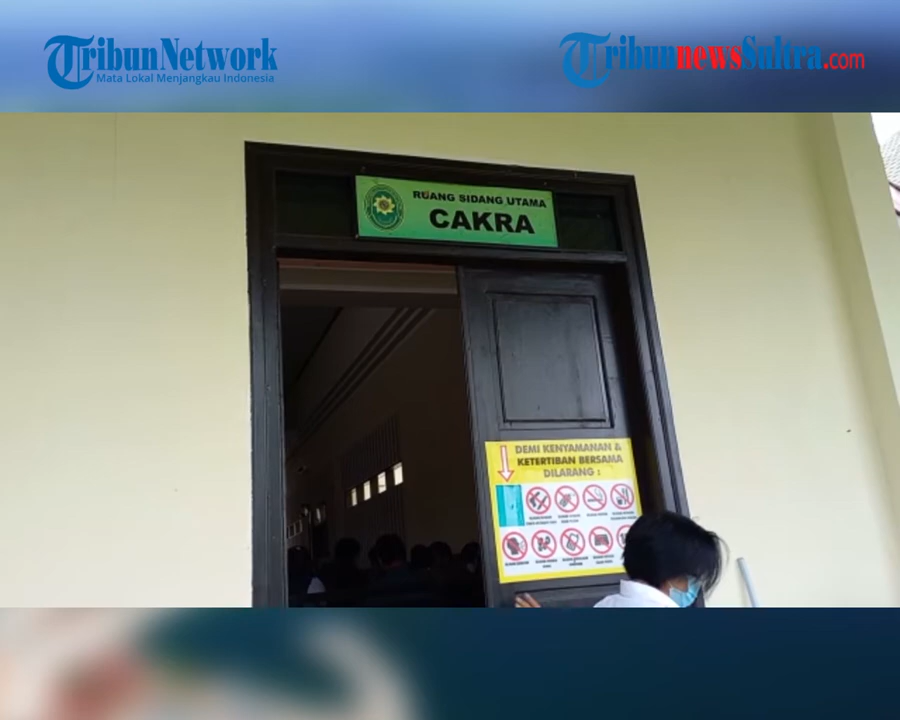 TribunNetwork
Mata Lokal Menjangkau Indonesia
TribunnewsSultra.com
RUANG SIDANG UTAMA
CAKRA
DEMI KENYAMANAN &
KETERTIBAN BERSAMA
DILARANG :